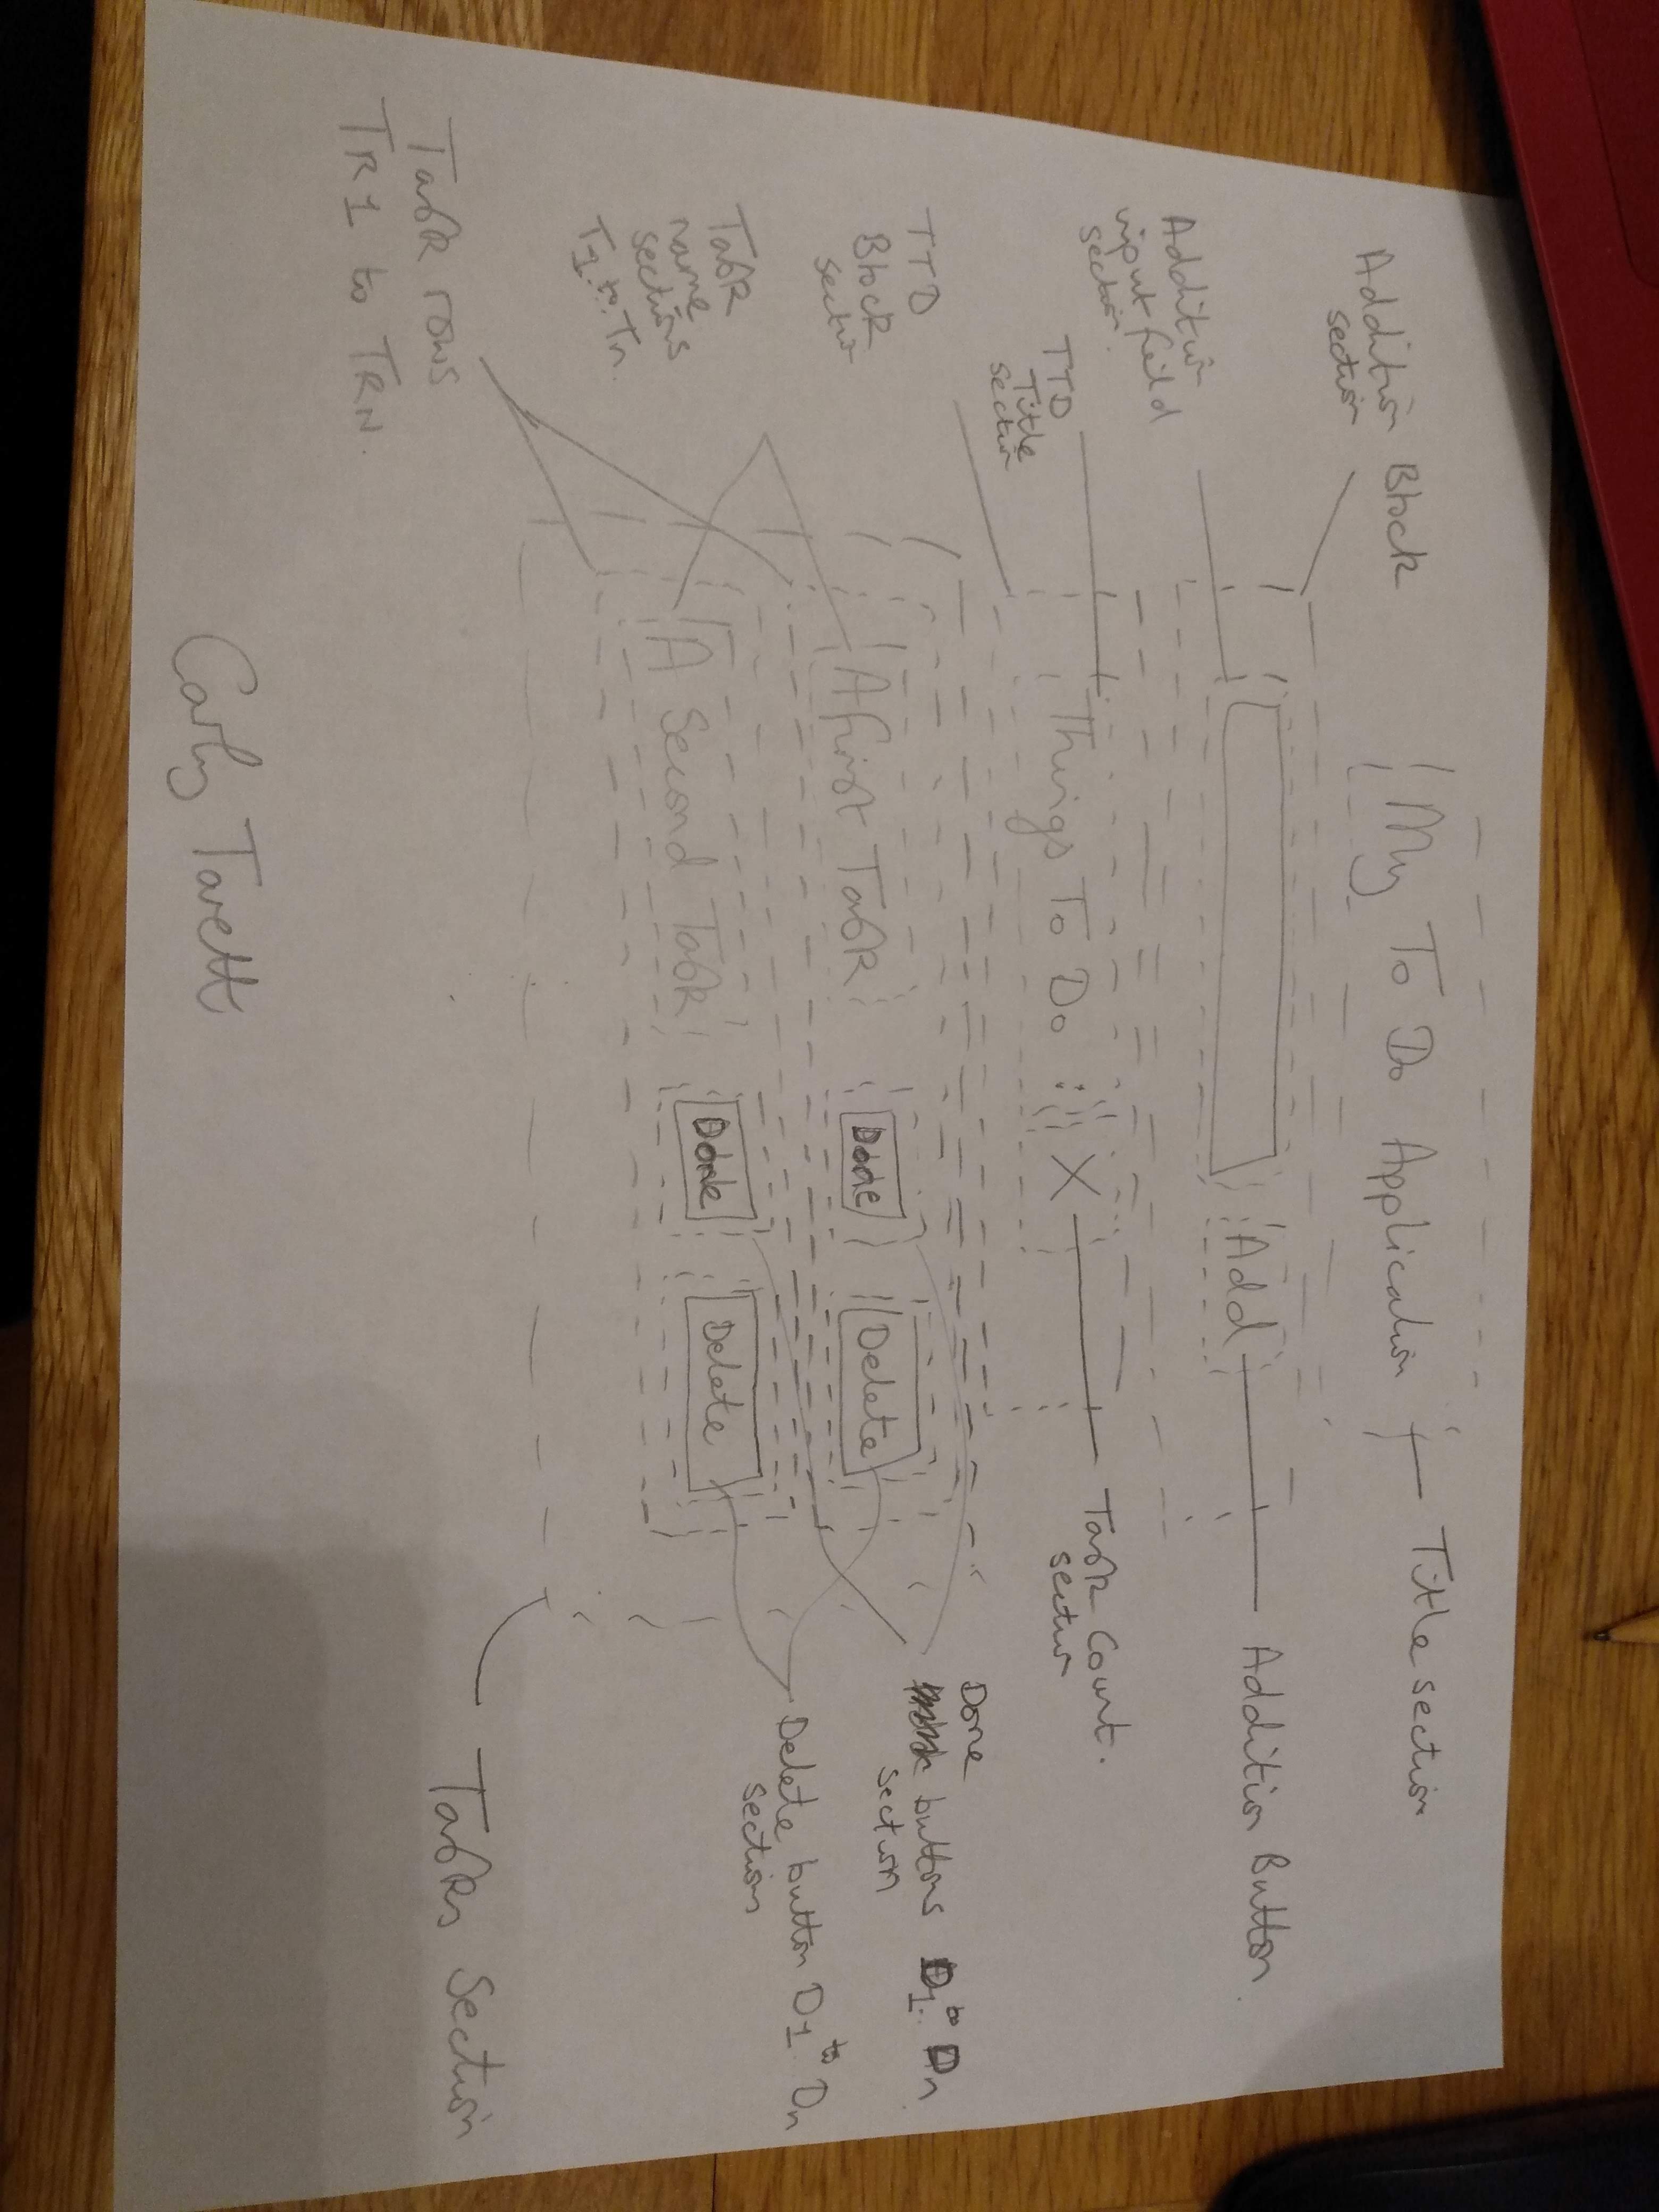 My To Do Application
Title section
Addition Block
section
Addition
input field
section.
Add
Addition Button.
TTD
Title
section
Things To Do : X
Task Count.
section
TTD
Block
section
Task
name
sections
T1 to Tn.
A first Task
Done
Delete
Done
buttons D1 to Dn.
section
A Second Task
Done
Delete
Delete button D1 to Dn
section
Task rows
TR1 to TRN.
Tasks Section
Carly Tarett